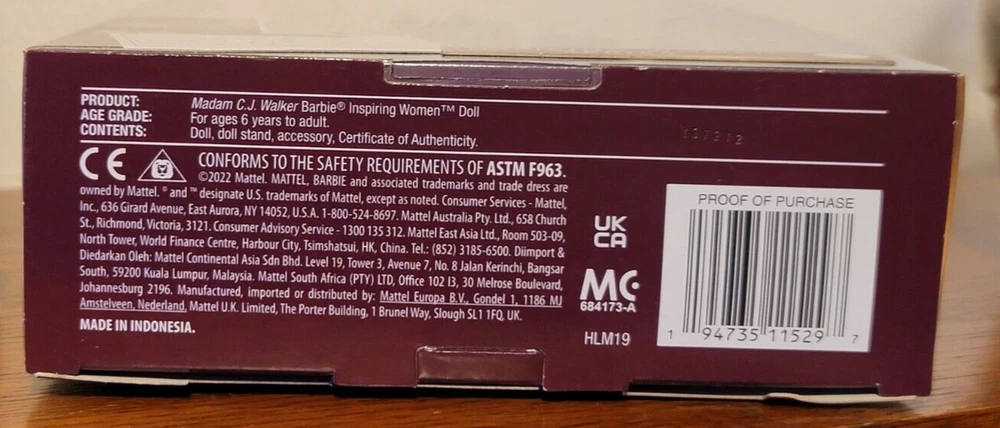 PRODUCT: Madam C.J. Walker Barbie® Inspiring Women™ Doll
AGE GRADE: For ages 6 years to adult.
CONTENTS: Doll, doll stand, accessory, Certificate of Authenticity.
CE CONFORMS TO THE SAFETY REQUIREMENTS OF ASTM F963.
©2022 Mattel. MATTEL, BARBIE and associated trademarks and trade dress are
owned by Mattel. ® and ™ designate U.S. trademarks of Mattel, except as noted. Consumer Services - Mattel,
Inc., 636 Girard Avenue, East Aurora, NY 14052, U.S.A. 1-800-524-8697. Mattel Australia Pty. Ltd., 658 Church
St., Richmond, Victoria, 3121. Consumer Advisory Service - 1300 135 312. Mattel East Asia Ltd., Room 503-09,
North Tower, World Finance Centre, Harbour City, Tsimshatsui, HK, China. Tel.: (852) 3185-6500. Diimport &
Diedarkan Oleh: Mattel Continental Asia Sdn Bhd. Level 19, Tower 3, Avenue 7, No. 8 Jalan Kerinchi, Bangsar
South, 59200 Kuala Lumpur, Malaysia. Mattel South Africa (PTY) LTD, Office 102 I3, 30 Melrose Boulevard,
Johannesburg 2196. Manufactured, imported or distributed by: Mattel Europa B.V., Gondel 1, 1186 MJ
Amstelveen, Nederland. Mattel U.K. Limited, The Porter Building, 1 Brunel Way, Slough SL1 1FQ, UK.
MADE IN INDONESIA.
UK
CA
MC
684173-A
HLM19
PROOF OF PURCHASE
1 94735 11529 7